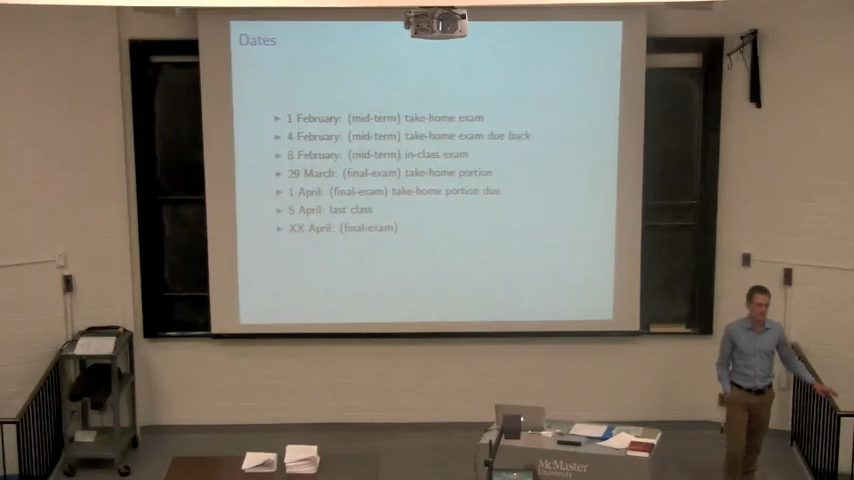 Dates
► 1 February: (mid-term) take-home exam
► 4 February: (mid-term) take-home exam due back
► 8 February: (mid-term) in-class exam
► 29 March: (final-exam) take-home portion
► 1 April: (final-exam) take-home portion due
► 5 April: last class
► XX April: (final-exam)
McMaster
University